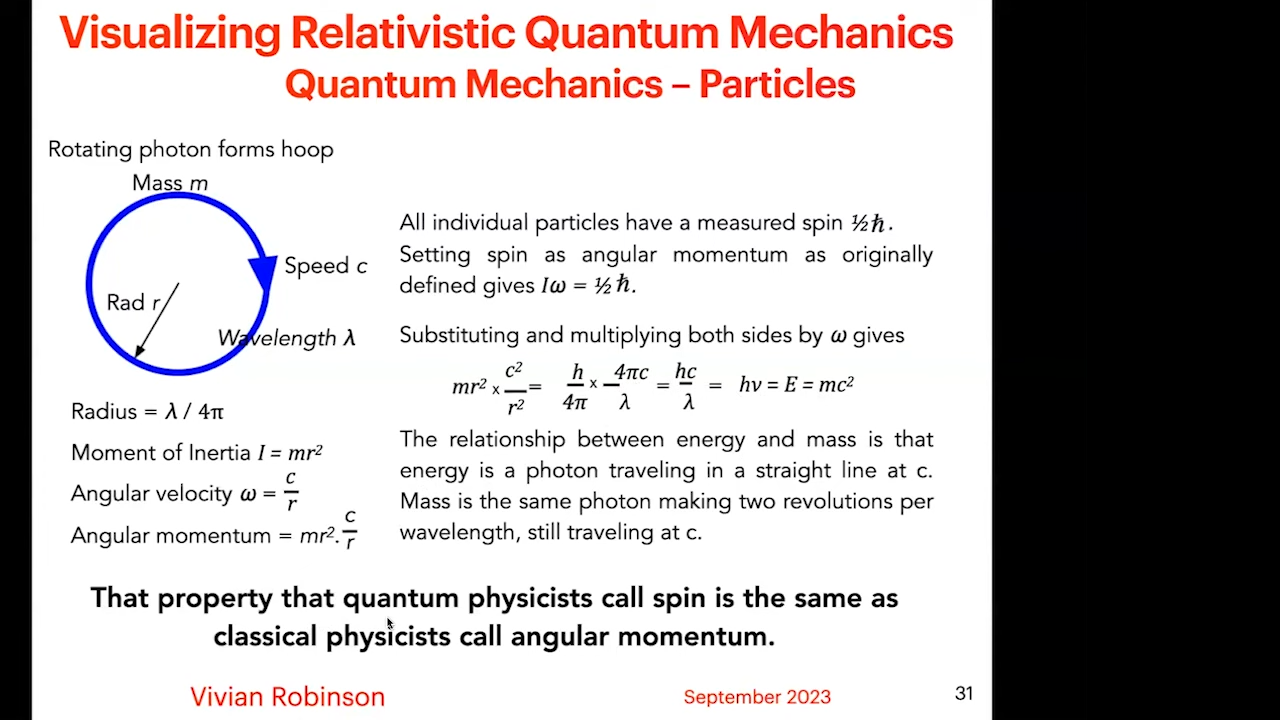 Visualizing Relativistic Quantum Mechanics
Quantum Mechanics – Particles
Rotating photon forms hoop
Mass m
Speed c
Rad r
Wavelength λ
Radius = λ / 4π
Moment of Inertia I = mr²
Angular velocity ω = c/r
Angular momentum = mr². c/r
All individual particles have a measured spin ½ℏ.
Setting spin as angular momentum as originally
defined gives Iω = ½ℏ.
Substituting and multiplying both sides by ω gives
mr² x c²/r² = h/4π x 4πc/λ = hc/λ = hν = E = mc²
The relationship between energy and mass is that
energy is a photon traveling in a straight line at c.
Mass is the same photon making two revolutions per
wavelength, still traveling at c.
That property that quantum physicists call spin is the same as
classical physicists call angular momentum.
Vivian Robinson
September 2023
31